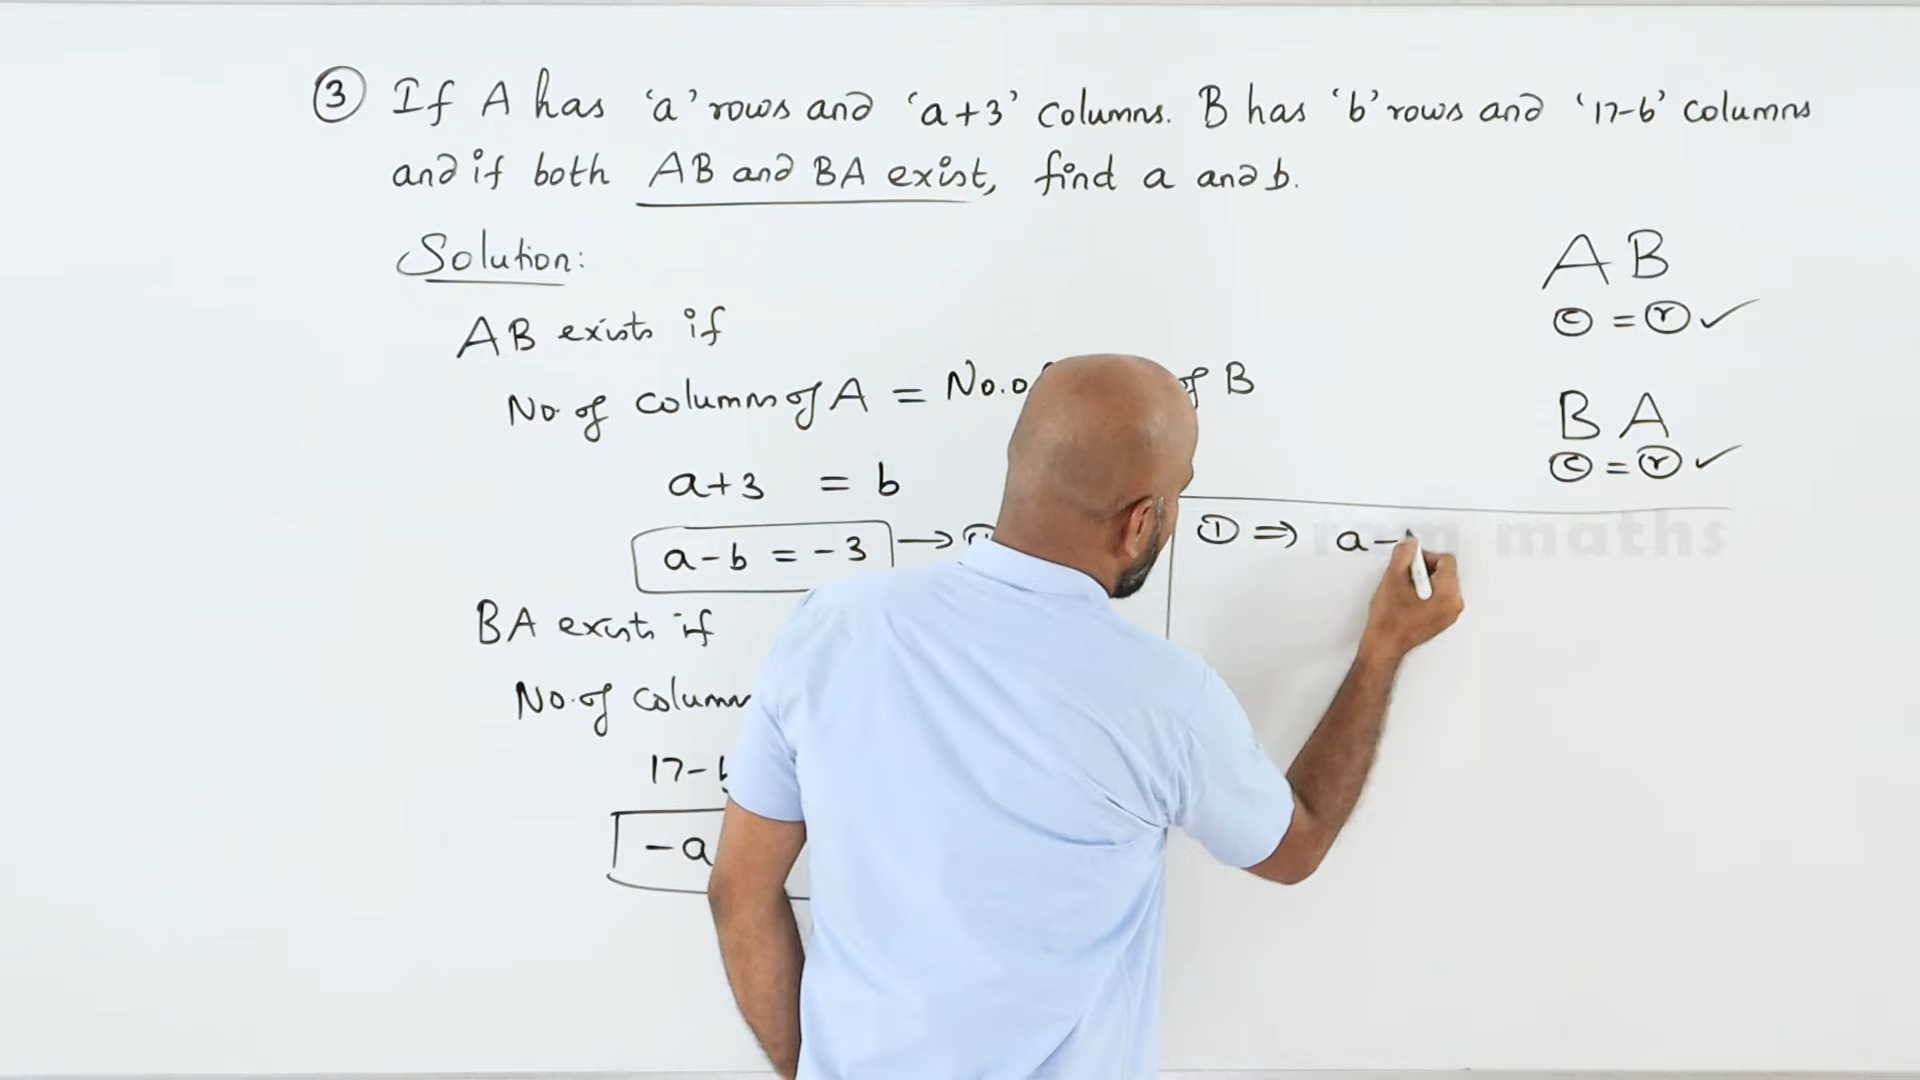 ③ If A has 'a' rows and 'a+3' columns. B has 'b' rows and '17-b' columns
and if both AB and BA exist, find a and b.
Solution:
AB exists if
No. of columns of A = No. of B
a+3 = b
a-b = -3 →
BA exists if
No. of
17-
-a
AB
ⓒ = ⓡ ✓
BA
ⓒ = ⓡ ✓
① ⇒ a-
ram maths